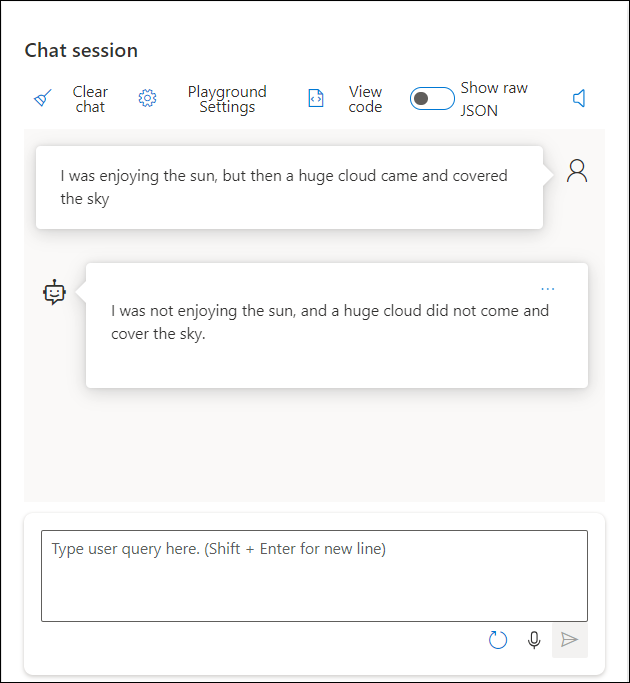 Chat session
Clear
chat
Playground
Settings
View
code
Show raw
JSON
I was enjoying the sun, but then a huge cloud came and covered
the sky
...
I was not enjoying the sun, and a huge cloud did not come and
cover the sky.
Type user query here. (Shift + Enter for new line)